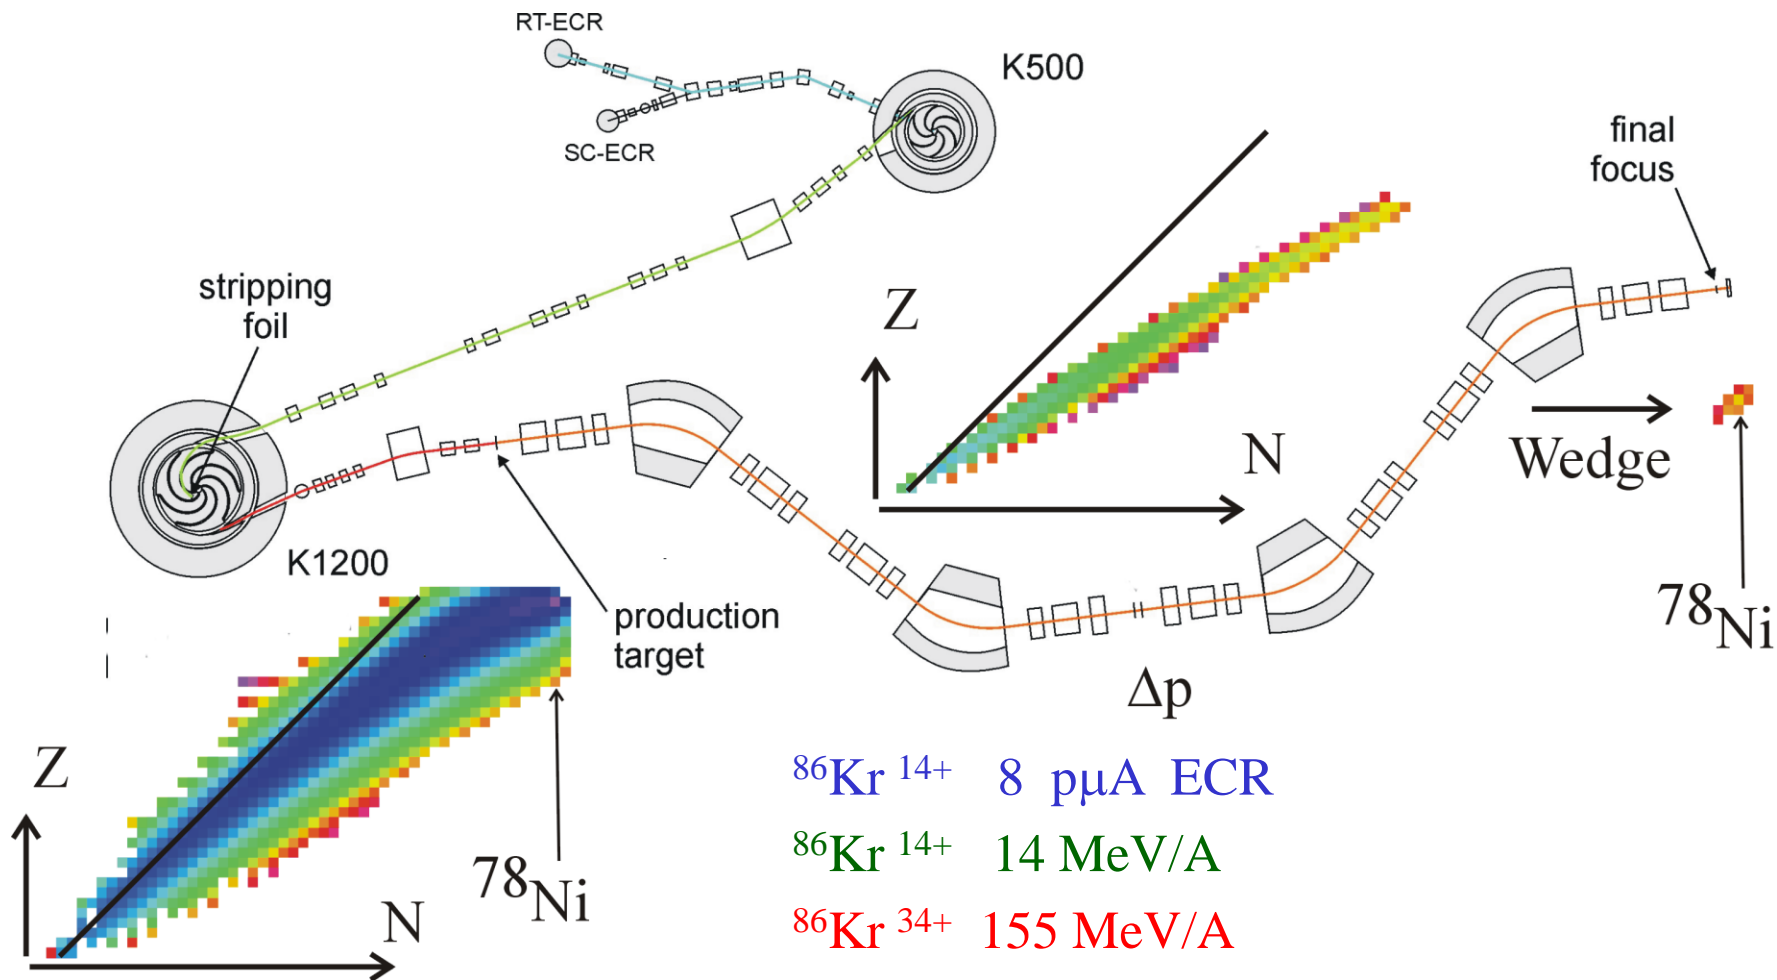 RT-ECR
K500
SC-ECR
final
focus
stripping
foil
Z
N
Wedge
K1200
production
target
⁷⁸Ni
Δp
Z
N
⁷⁸Ni
⁸⁶Kr ¹⁴⁺ 8 pμA ECR
⁸⁶Kr ¹⁴⁺ 14 MeV/A
⁸⁶Kr ³⁴⁺ 155 MeV/A